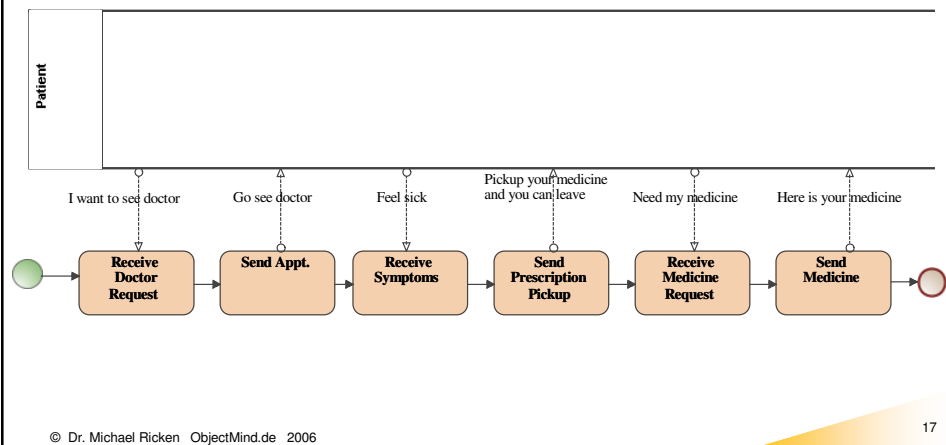 Patient
I want to see doctor
Go see doctor
Feel sick
Pickup your medicine
and you can leave
Need my medicine
Here is your medicine
Receive
Doctor
Request
Send Appt.
Receive
Symptoms
Send
Prescription
Pickup
Receive
Medicine
Request
Send
Medicine
© Dr. Michael Ricken ObjectMind.de 2006
17